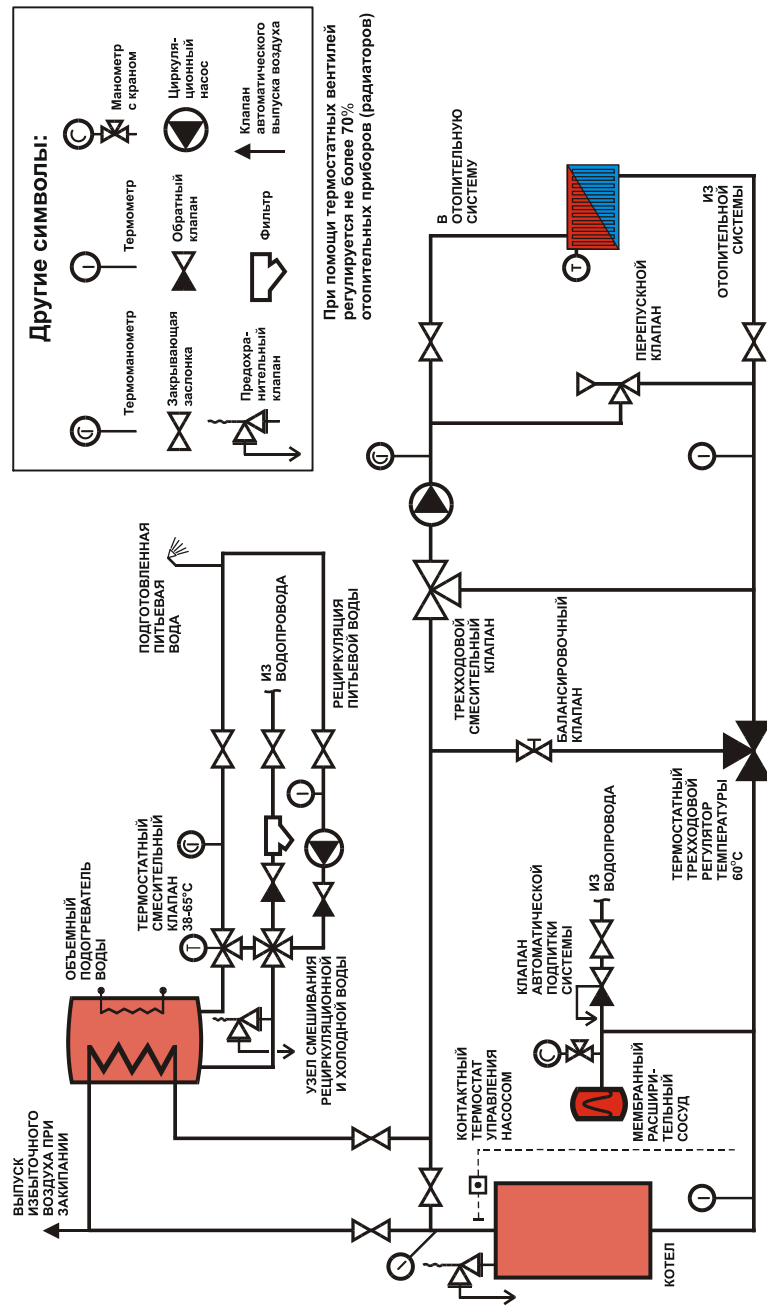 Другие символы:
Термоманометр
Термометр
Манометр
с краном
Закрывающая
заслонка
Обратный
клапан
Циркуля-
ционный
насос
Предохра-
нительный
клапан
Фильтр
Клапан
автоматического
выпуска воздуха
При помощи термостатных вентилей
регулируется не более 70%
отопительных приборов (радиаторов)
В
ОТОПИТЕЛЬНУЮ
СИСТЕМУ
ИЗ
ОТОПИТЕЛЬНОЙ
СИСТЕМЫ
T
ПЕРЕПУСКНОЙ
КЛАПАН
ПОДГОТОВЛЕННАЯ
ПИТЬЕВАЯ
ВОДА
ИЗ
ВОДОПРОВОДА
РЕЦИРКУЛЯЦИЯ
ПИТЬЕВОЙ ВОДЫ
ТРЕХХОДОВОЙ
СМЕСИТЕЛЬНЫЙ
КЛАПАН
БАЛАНСИРОВОЧНЫЙ
КЛАПАН
ТЕРМОСТАТНЫЙ
ТРЕХХОДОВОЙ
РЕГУЛЯТОР
ТЕМПЕРАТУРЫ
60°C
ОБЪЕМНЫЙ
ПОДОГРЕВАТЕЛЬ
ВОДЫ
ТЕРМОСТАТНЫЙ
СМЕСИТЕЛЬНЫЙ
КЛАПАН
38-65°C
T
УЗЕЛ СМЕШИВАНИЯ
РЕЦИРКУЛЯЦИОННОЙ
И ХОЛОДНОЙ ВОДЫ
КЛАПАН
АВТОМАТИЧЕСКОЙ
ПОДПИТКИ
СИСТЕМЫ
ИЗ
ВОДОПРОВОДА
ВЫПУСК
ИЗБЫТОЧНОГО
ВОЗДУХА ПРИ
ЗАКИПАНИИ
КОНТАКТНЫЙ
ТЕРМОСТАТ
УПРАВЛЕНИЯ
НАСОСОМ
МЕМБРАННЫЙ
РАСШИРИ-
ТЕЛЬНЫЙ
СОСУД
КОТЕЛ